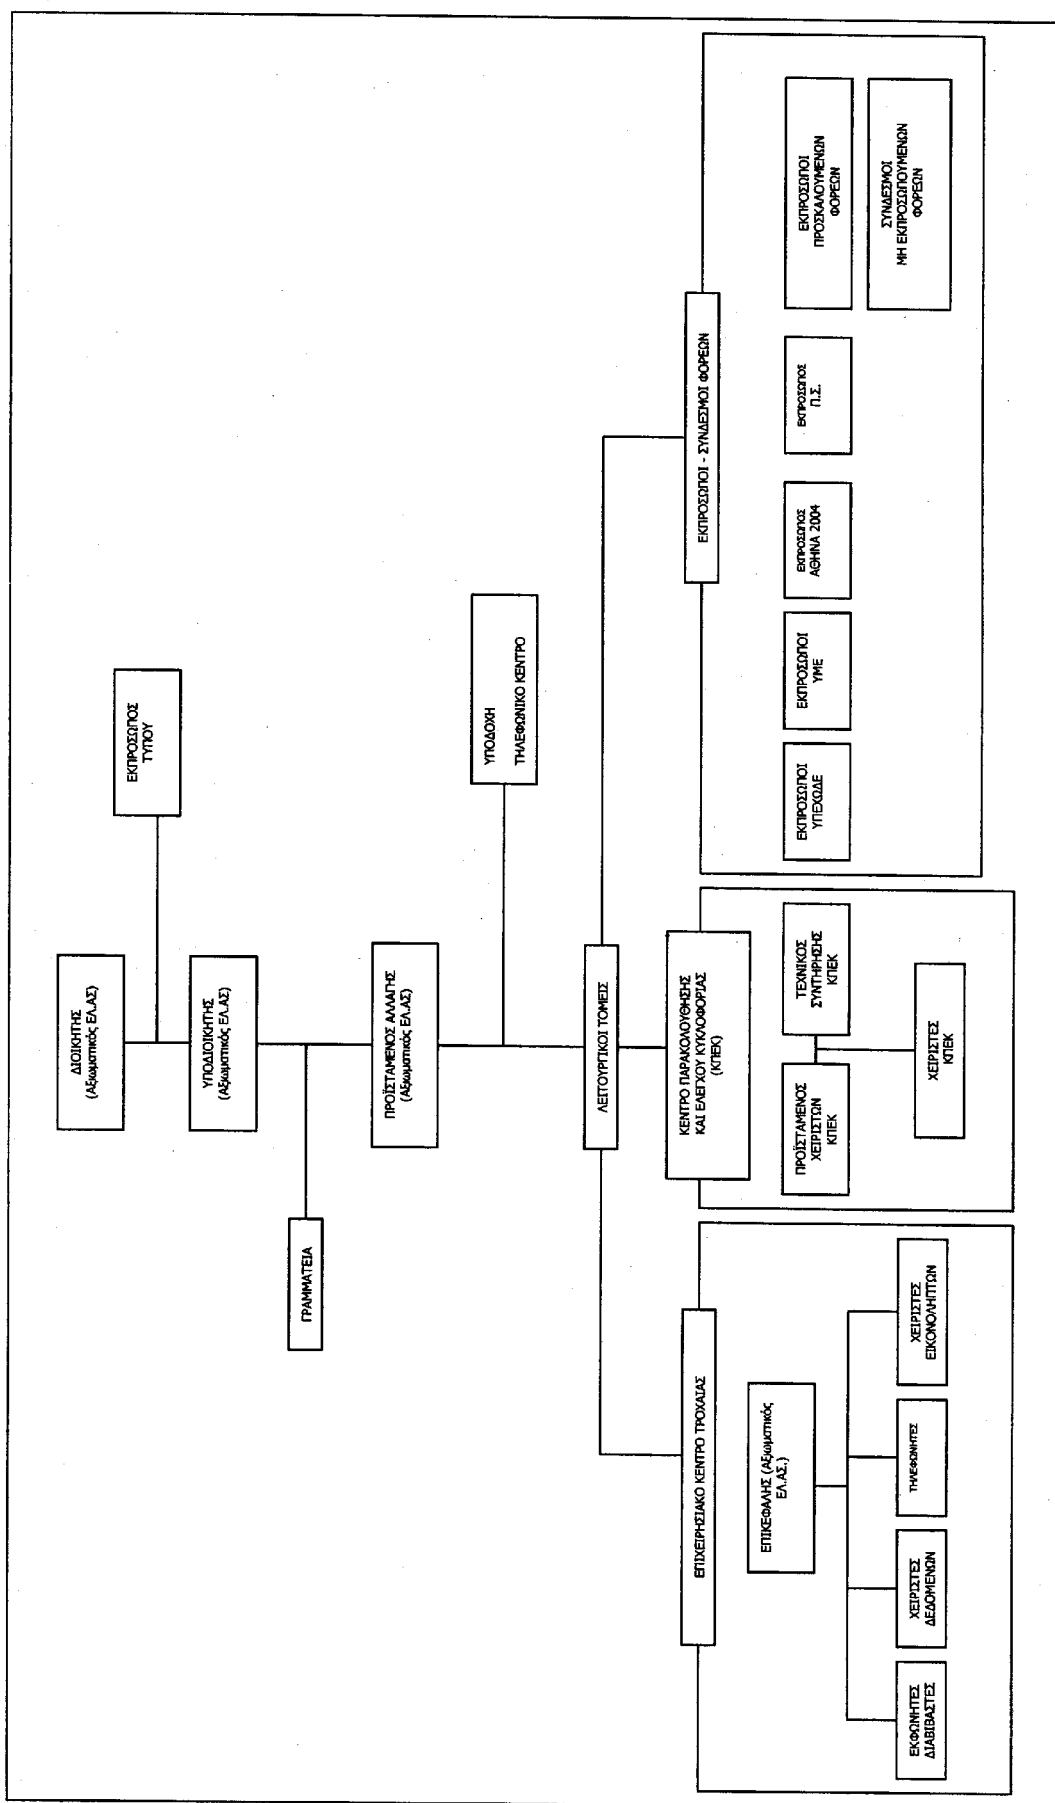 ΔΙΟΙΚΗΤΗΣ
(Αξιωματικός ΕΛ.ΑΣ)
ΕΚΠΡΟΣΩΠΟΣ
ΤΥΠΟΥ
ΥΠΟΔΙΟΙΚΗΤΗΣ
(Αξιωματικός ΕΛ.ΑΣ)
ΓΡΑΜΜΑΤΕΙΑ
ΠΡΟΪΣΤΑΜΕΝΟΣ ΑΛΛΑΓΗΣ
(Αξιωματικός ΕΛ.ΑΣ)
ΥΠΟΔΟΧΗ
ΤΗΛΕΦΩΝΙΚΟ ΚΕΝΤΡΟ
ΛΕΙΤΟΥΡΓΙΚΟΙ ΤΟΜΕΙΣ
ΕΠΙΧΕΙΡΗΣΙΑΚΟ ΚΕΝΤΡΟ ΤΡΟΧΑΙΑΣ
ΕΠΙΚΕΦΑΛΗΣ (Αξιωματικός
ΕΛ.ΑΣ.)
ΕΚΦΩΝΗΤΕΣ
ΔΙΑΒΙΒΑΣΤΕΣ
ΧΕΙΡΙΣΤΕΣ
ΔΕΔΟΜΕΝΩΝ
ΤΗΛΕΦΩΝΗΤΕΣ
ΧΕΙΡΙΣΤΕΣ
ΕΙΚΟΝΟΛΗΠΤΩΝ
ΚΕΝΤΡΟ ΠΑΡΑΚΟΛΟΥΘΗΣΗΣ
ΚΑΙ ΕΛΕΓΧΟΥ ΚΥΚΛΟΦΟΡΙΑΣ
(ΚΠΕΚ)
ΠΡΟΪΣΤΑΜΕΝΟΣ
ΧΕΙΡΙΣΤΩΝ
ΚΠΕΚ
ΤΕΧΝΙΚΟΣ
ΣΥΝΤΗΡΗΣΗΣ
ΚΠΕΚ
ΧΕΙΡΙΣΤΕΣ
ΚΠΕΚ
ΕΚΠΡΟΣΩΠΟΙ - ΣΥΝΔΕΣΜΟΙ ΦΟΡΕΩΝ
ΕΚΠΡΟΣΩΠΟΙ
ΥΠΕΧΩΔΕ
ΕΚΠΡΟΣΩΠΟΙ
ΥΜΕ
ΕΚΠΡΟΣΩΠΟΣ
ΑΘΗΝΑ 2004
ΕΚΠΡΟΣΩΠΟΣ
Π.Σ.
ΕΚΠΡΟΣΩΠΟΙ
ΠΡΟΣΚΑΛΟΥΜΕΝΩΝ
ΦΟΡΕΩΝ
ΣΥΝΔΕΣΜΟΙ
ΜΗ ΕΚΠΡΟΣΩΠΟΥΜΕΝΩΝ
ΦΟΡΕΩΝ